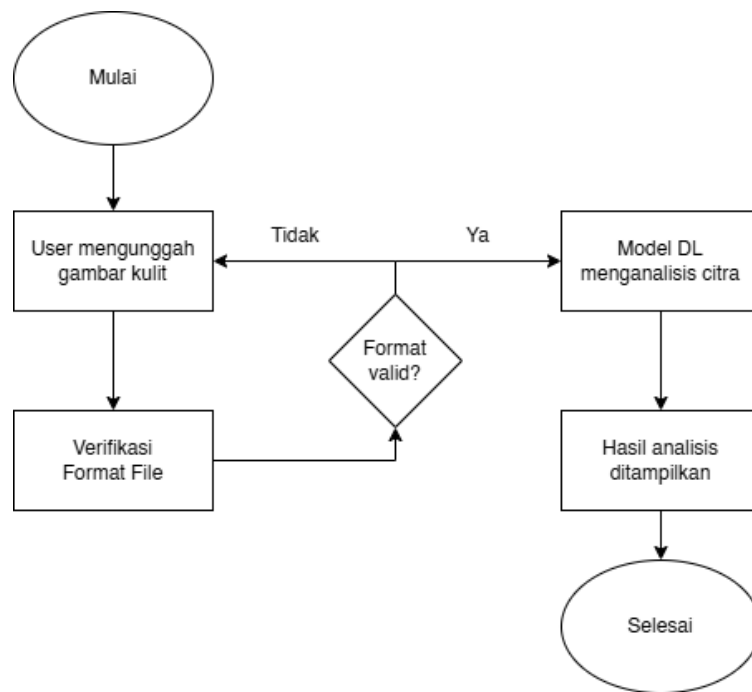 Mulai
User mengunggah
gambar kulit
Tidak
Ya
Model DL
menganalisis citra
Format
valid?
Verifikasi
Format File
Hasil analisis
ditampilkan
Selesai